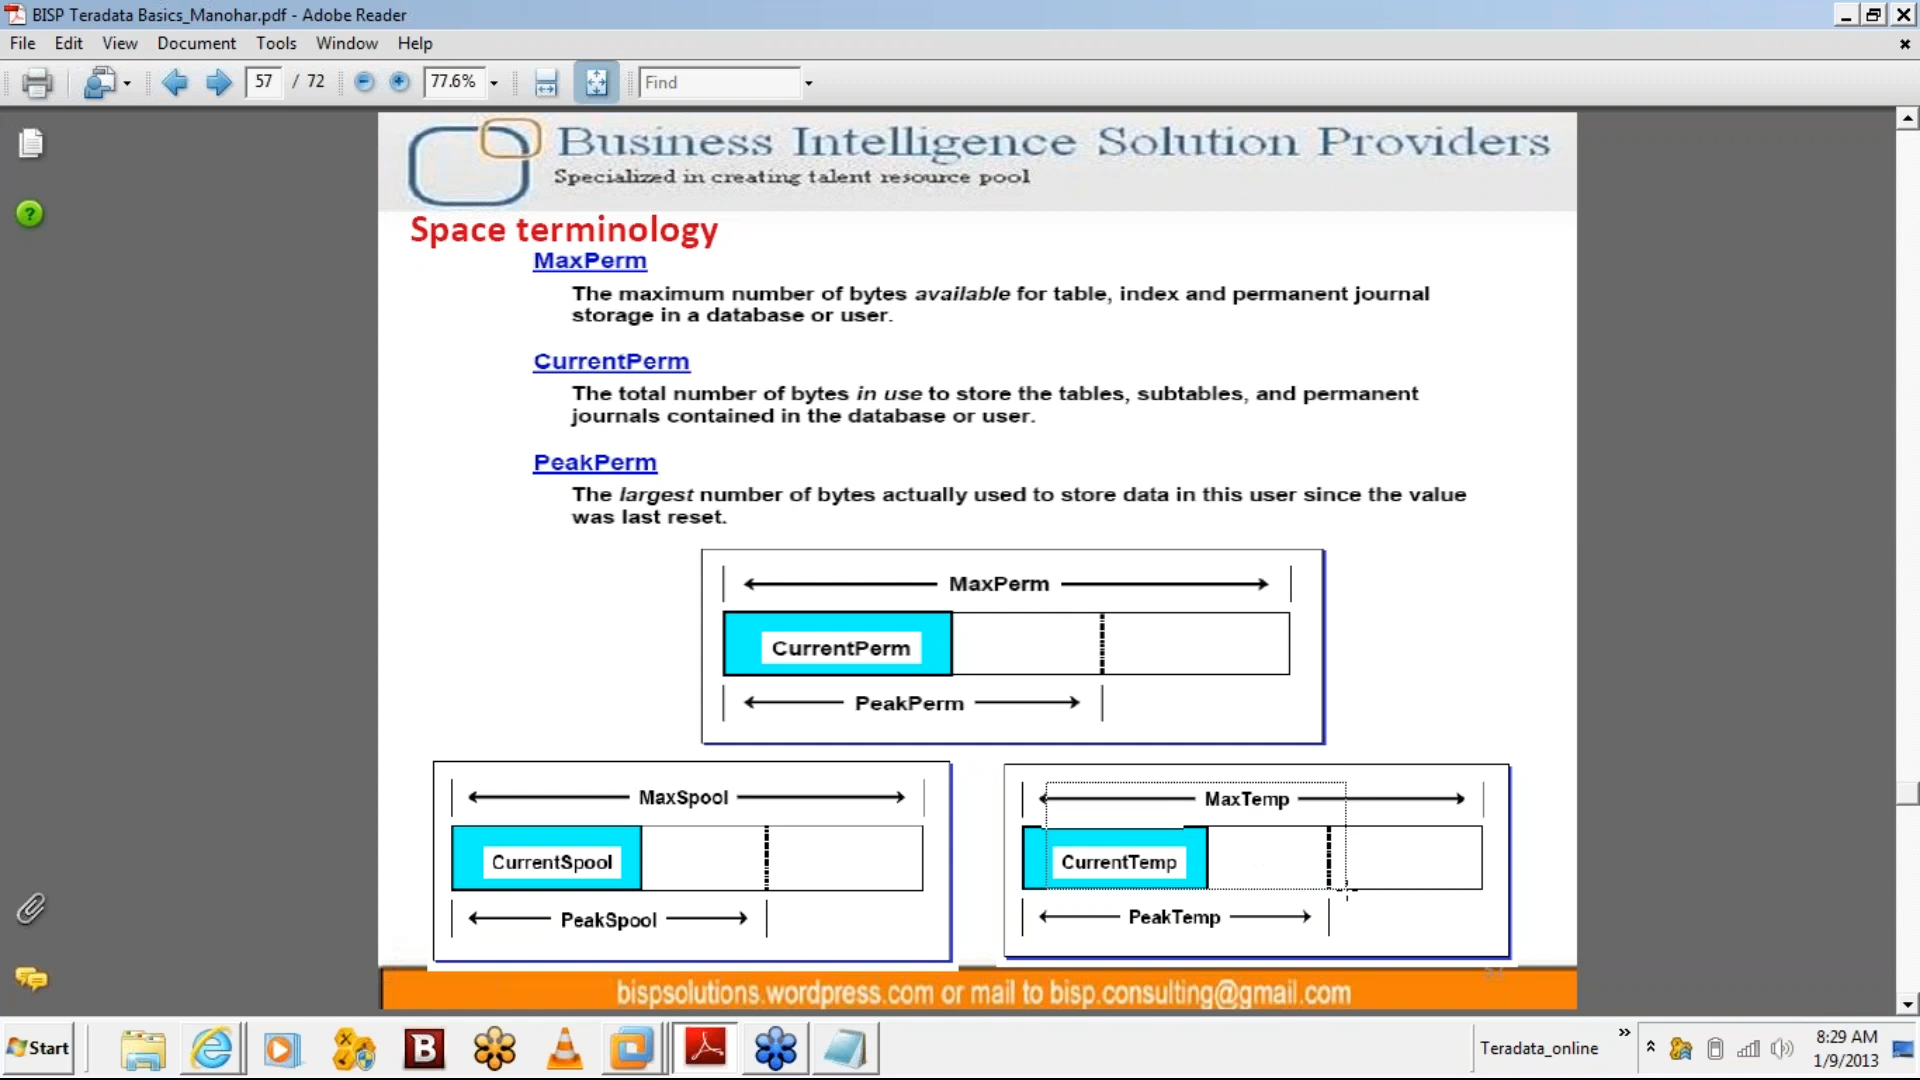 BISP Teradata Basics_Manohar.pdf - Adobe Reader
File Edit View Document Tools Window Help
57 / 72 77.6% Find
Business Intelligence Solution Providers
Specialized in creating talent resource pool
Space terminology
MaxPerm
The maximum number of bytes available for table, index and permanent journal
storage in a database or user.
CurrentPerm
The total number of bytes in use to store the tables, subtables, and permanent
journals contained in the database or user.
PeakPerm
The largest number of bytes actually used to store data in this user since the value
was last reset.
MaxPerm
CurrentPerm
PeakPerm
MaxSpool
CurrentSpool
PeakSpool
MaxTemp
CurrentTemp
PeakTemp
bispsolutions.wordpress.com or mail to bisp.consulting@gmail.com
Start
B
Teradata_online
8:29 AM
1/9/2013